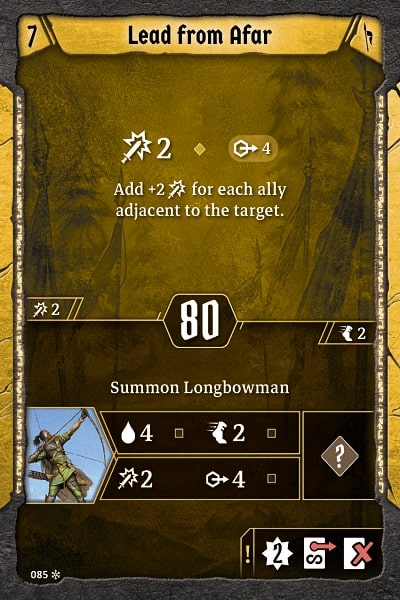 7 Lead from Afar
2 4
Add +2 for each ally
adjacent to the target.
2 80 2
Summon Longbowman
4 2
2 4 ?
! 2 S
085